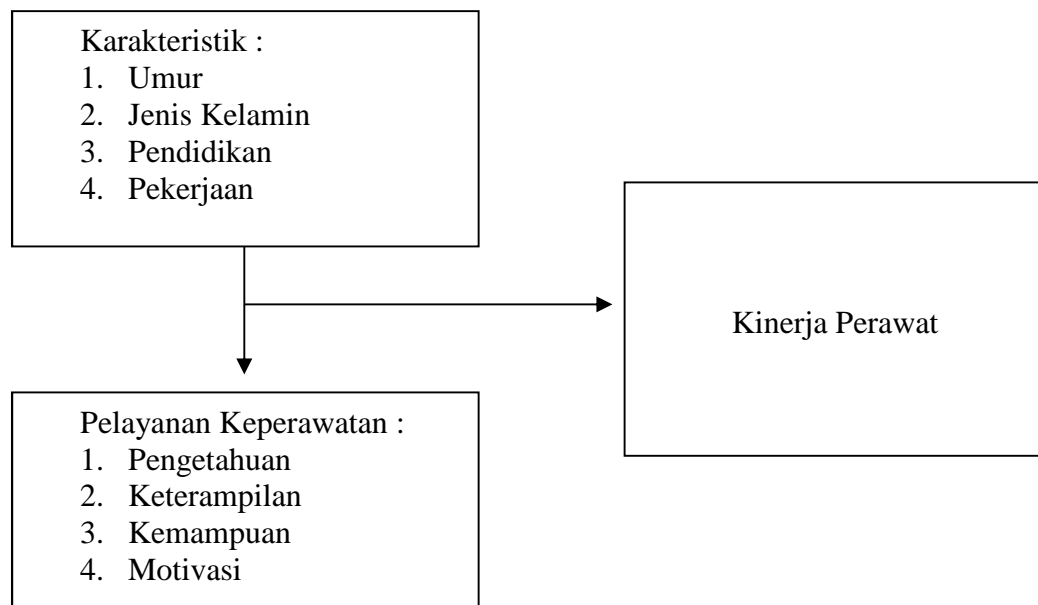 Karakteristik :
1. Umur
2. Jenis Kelamin
3. Pendidikan
4. Pekerjaan
Kinerja Perawat
Pelayanan Keperawatan :
1. Pengetahuan
2. Keterampilan
3. Kemampuan
4. Motivasi